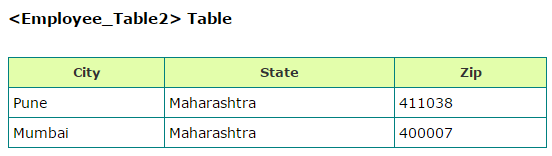 <Employee_Table2> Table
City State Zip
Pune Maharashtra 411038
Mumbai Maharashtra 400007